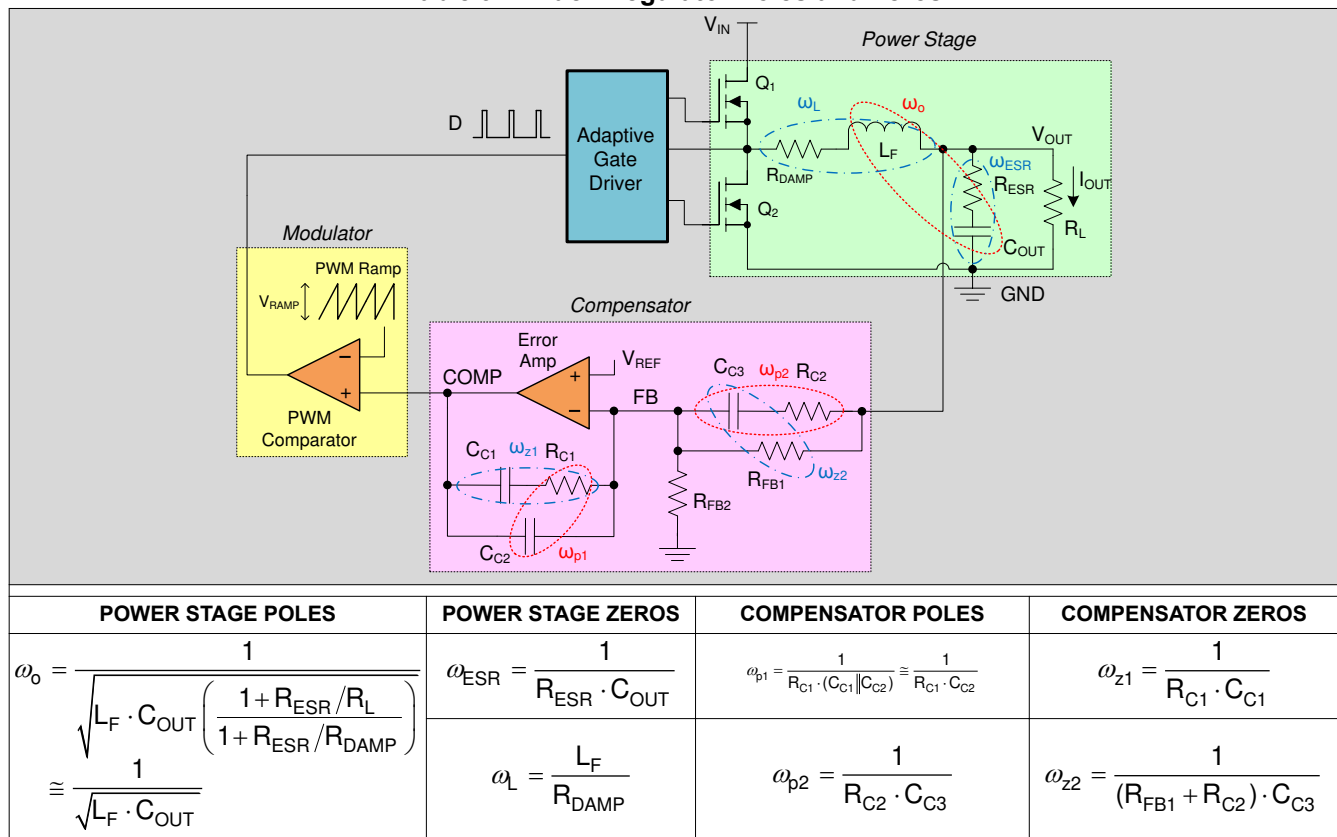 V_IN
Power Stage
Q₁
ω_L
ω_o
D
Adaptive
Gate
Driver
V_OUT
L_F
R_DAMP
ω_ESR
R_ESR
I_OUT
Q₂
R_L
C_OUT
GND
Modulator
PWM Ramp
V_RAMP
PWM
Comparator
Compensator
Error
Amp
V_REF
COMP
FB
C_C3
ω_p2
R_C2
C_C1
ω_z1
R_C1
R_FB1
ω_z2
R_FB2
C_C2
ω_p1
POWER STAGE POLES POWER STAGE ZEROS COMPENSATOR POLES COMPENSATOR ZEROS
ω_o = 1 / √(L_F · C_OUT ((1 + R_ESR/R_L) / (1 + R_ESR/R_DAMP)))
≅ 1 / √(L_F · C_OUT)
ω_ESR = 1 / (R_ESR · C_OUT)
ω_p1 = 1 / (R_C1 · (C_C1‖C_C2)) ≅ 1 / (R_C1 · C_C2)
ω_z1 = 1 / (R_C1 · C_C1)
ω_L = L_F / R_DAMP
ω_p2 = 1 / (R_C2 · C_C3)
ω_z2 = 1 / ((R_FB1 + R_C2) · C_C3)